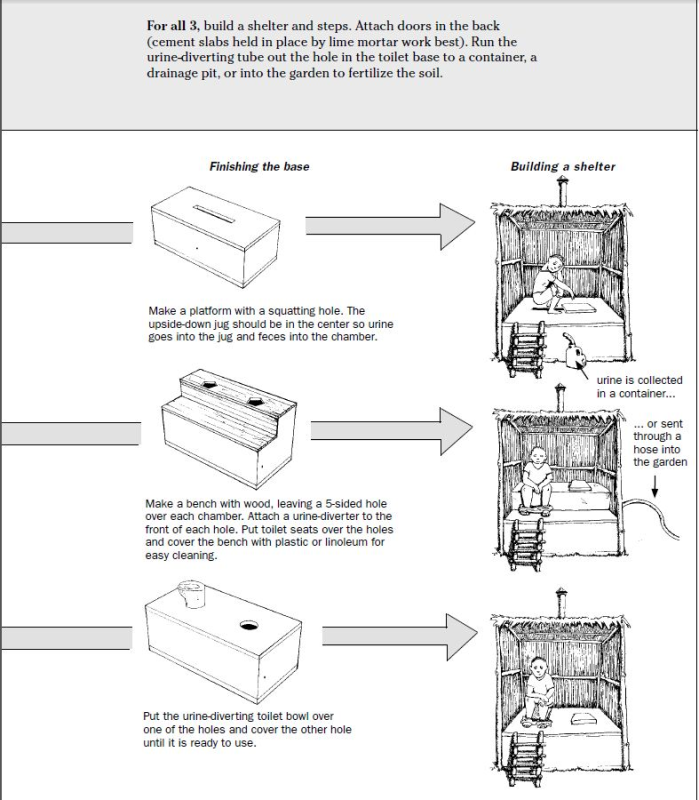 For all 3, build a shelter and steps. Attach doors in the back
(cement slabs held in place by lime mortar work best). Run the
urine-diverting tube out the hole in the toilet base to a container, a
drainage pit, or into the garden to fertilize the soil.
Finishing the base
Building a shelter
Make a platform with a squatting hole. The
upside-down jug should be in the center so urine
goes into the jug and feces into the chamber.
urine is collected
in a container...
... or sent
through a
hose into
the garden
Make a bench with wood, leaving a 5-sided hole
over each chamber. Attach a urine-diverter to the
front of each hole. Put toilet seats over the holes
and cover the bench with plastic or linoleum for
easy cleaning.
Put the urine-diverting toilet bowl over
one of the holes and cover the other hole
until it is ready to use.